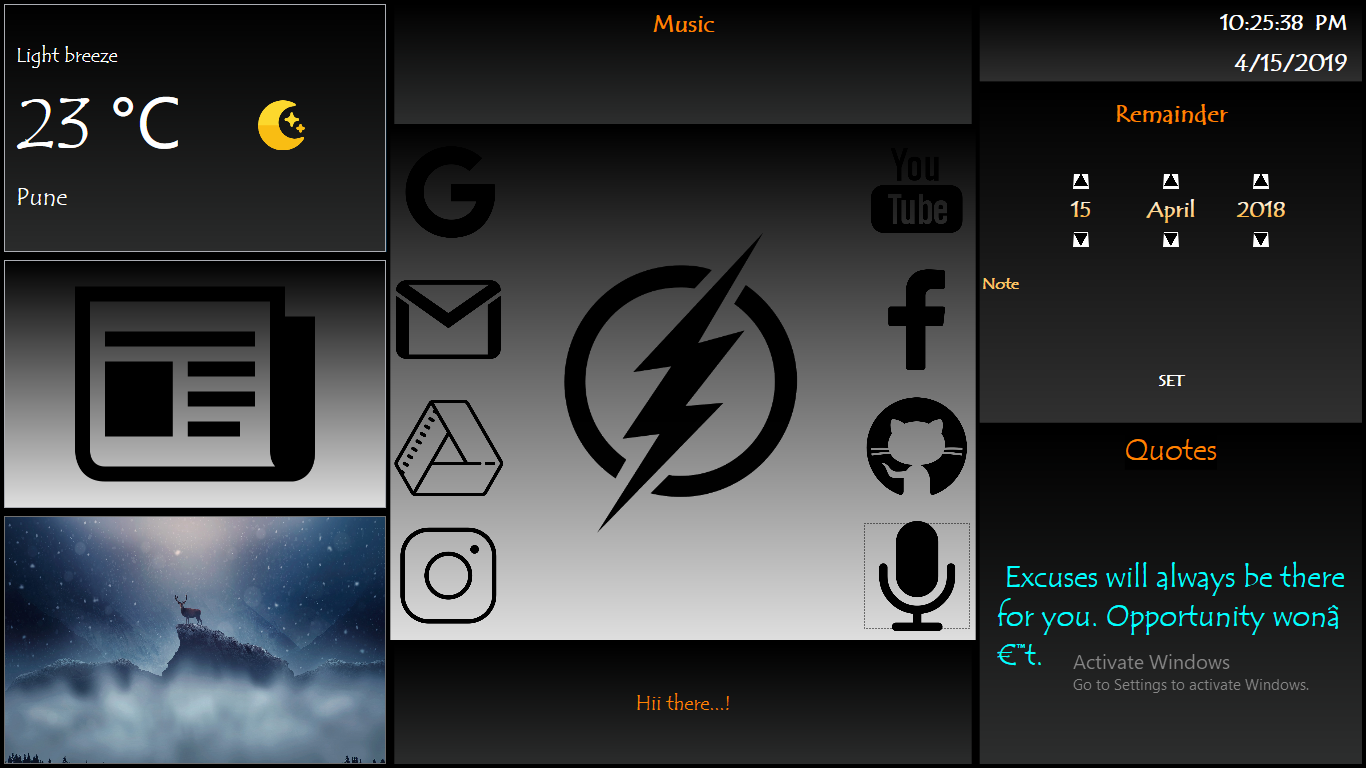 Light breeze
23 °C
Pune
Music
You
Tube
Hii there...!
10:25:38 PM
4/15/2019
Remainder
15 April 2018
Note
SET
Quotes
Excuses will always be there
for you. Opportunity wonâ
€™t.
Activate Windows
Go to Settings to activate Windows.